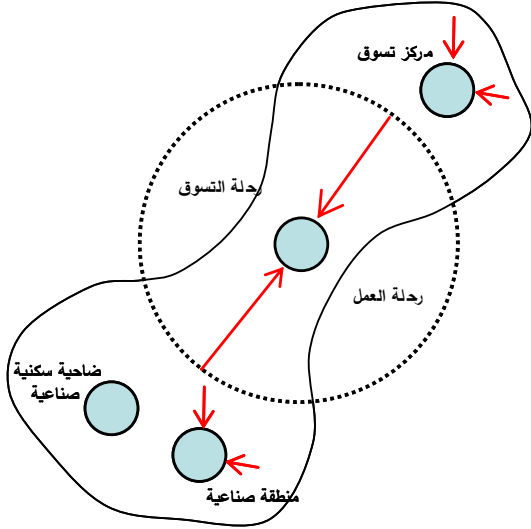 مركز تسوق
رحلة التسوق
رحلة العمل
ضاحية سكنية
صناعية
منطقة صناعية